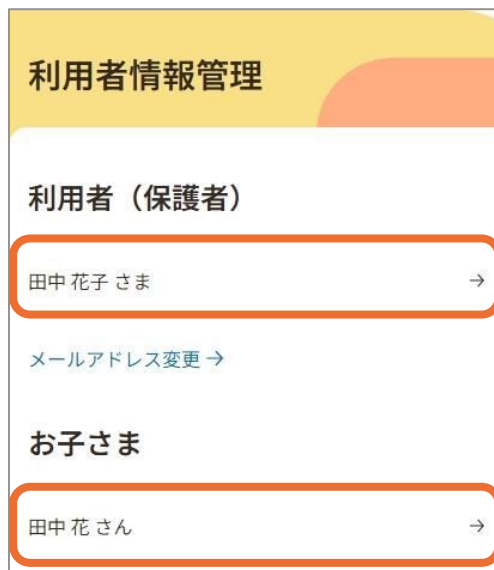 利用者情報管理
利用者（保護者）
田中 花子 さま →
メールアドレス変更 →
お子さま
田中 花 さん →